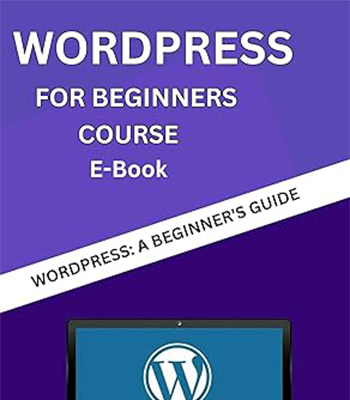 WORDPRESS
FOR BEGINNERS
COURSE
E-Book
WORDPRESS: A BEGINNER'S GUIDE